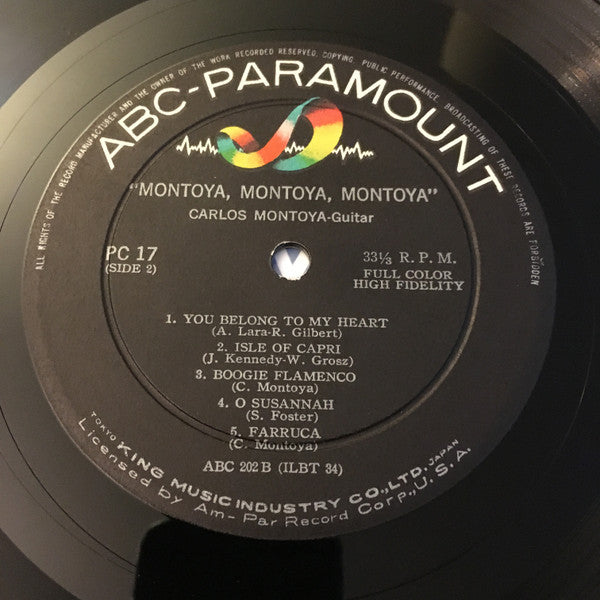 ALL RIGHTS OF THE RECORD MANUFACTURER AND THE OWNER OF THE WORK RECORDED RESERVED. COPYING, PUBLIC PERFORMANCE, BROADCASTING OF THESE RECORDS ARE FORBIDDEN
ABC-PARAMOUNT
"MONTOYA, MONTOYA, MONTOYA"
CARLOS MONTOYA-Guitar
PC 17
(SIDE 2)
33⅓ R. P. M.
FULL COLOR
HIGH FIDELITY
1. YOU BELONG TO MY HEART
(A. Lara-R. Gilbert)
2. ISLE OF CAPRI
(J. Kennedy-W. Grosz)
3. BOOGIE FLAMENCO
(C. Montoya)
4. O SUSANNAH
(S. Foster)
5. FARRUCA
(C. Montoya)
ABC 202 B (ILBT 34)
TOKYO KING MUSIC INDUSTRY CO., LTD. JAPAN
Licensed by Am-Par Record Corp., U.S.A.